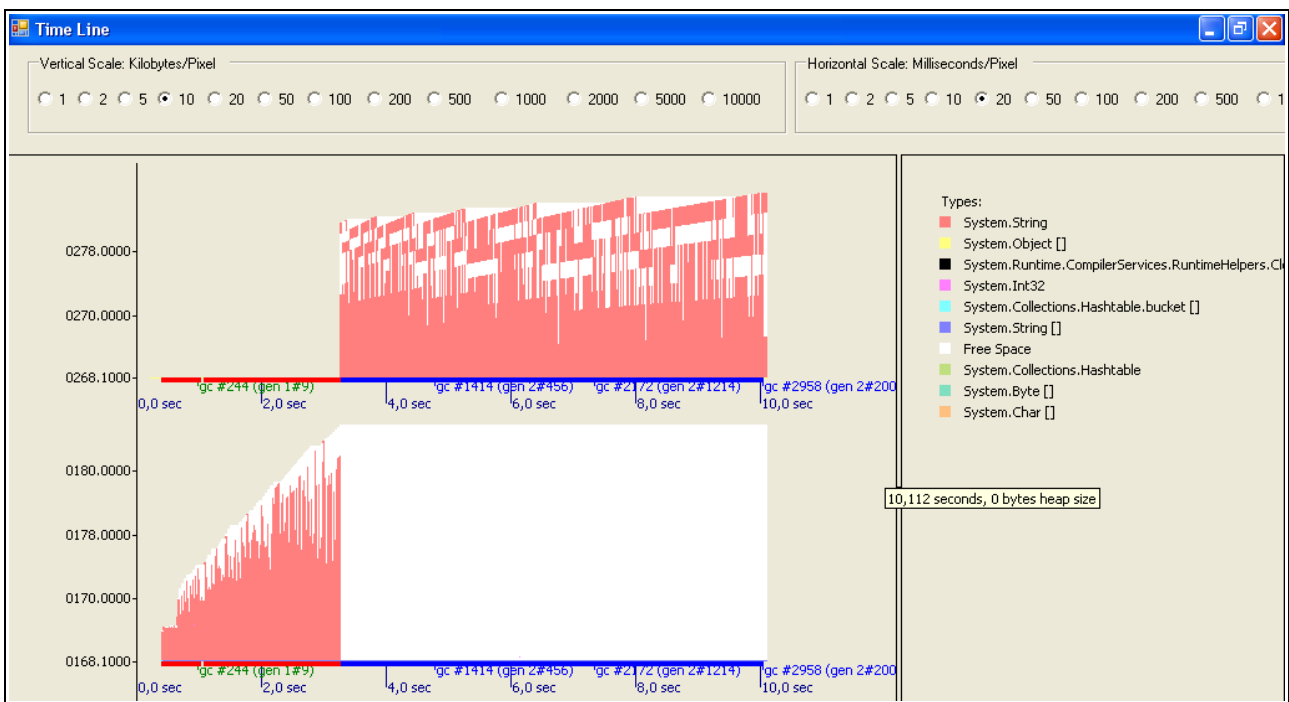 Time Line
Vertical Scale: Kilobytes/Pixel
1 2 5 10 20 50 100 200 500 1000 2000 5000 10000
Horizontal Scale: Milliseconds/Pixel
1 2 5 10 20 50 100 200 500 1
0278.0000
0270.0000
0268.1000
gc #244 (gen 1#9) gc #1414 (gen 2#456) gc #2172 (gen 2#1214) gc #2958 (gen 2#200
0,0 sec 2,0 sec 4,0 sec 6,0 sec 8,0 sec 10,0 sec
0180.0000
0178.0000
0170.0000
0168.1000
gc #244 (gen 1#9) gc #1414 (gen 2#456) gc #2172 (gen 2#1214) gc #2958 (gen 2#200
0,0 sec 2,0 sec 4,0 sec 6,0 sec 8,0 sec 10,0 sec
Types:
System.String
System.Object []
System.Runtime.CompilerServices.RuntimeHelpers.Cl
System.Int32
System.Collections.Hashtable.bucket []
System.String []
Free Space
System.Collections.Hashtable
System.Byte []
System.Char []
10,112 seconds, 0 bytes heap size